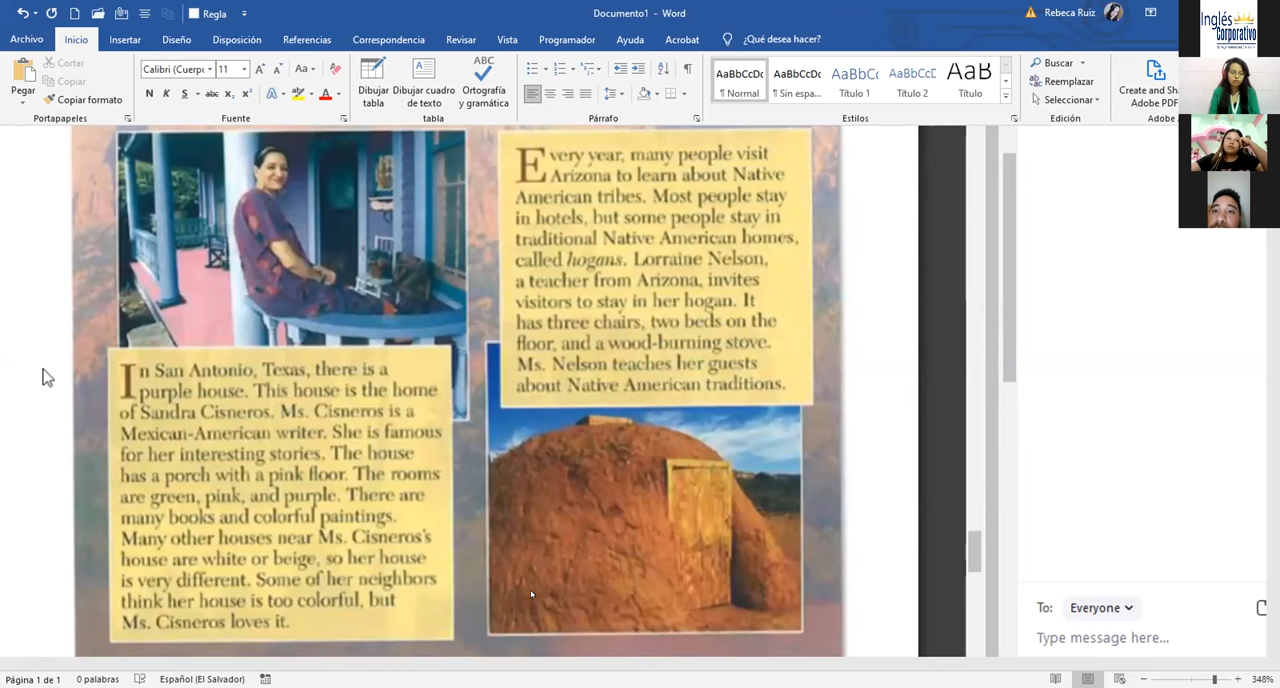 Regla
Documento1 - Word
Rebeca Ruiz
Inglés
Corporativo
Archivo
Inicio
Insertar
Diseño
Disposición
Referencias
Correspondencia
Revisar
Vista
Programador
Ayuda
Acrobat
¿Qué desea hacer?
Pegar
Cortar
Copiar
Copiar formato
Portapapeles
Calibri (Cuerpo
11
Aa
N K S abc x₂ x²
Fuente
Dibujar
tabla
Dibujar cuadro
de texto
ABC
Ortografía
y gramática
tabla
Párrafo
AaBbCcDc
¶ Normal
AaBbCcDc
¶ Sin espa...
AaBbCc
Título 1
AaBbCcD
Título 2
AaB
Título
Estilos
Buscar
Reemplazar
Seleccionar
Edición
Create and Sha
Adobe PDF
Adobe
In San Antonio, Texas, there is a
purple house. This house is the home
of Sandra Cisneros. Ms. Cisneros is a
Mexican-American writer. She is famous
for her interesting stories. The house
has a porch with a pink floor. The rooms
are green, pink, and purple. There are
many books and colorful paintings.
Many other houses near Ms. Cisneros's
house are white or beige, so her house
is very different. Some of her neighbors
think her house is too colorful, but
Ms. Cisneros loves it.
Every year, many people visit
Arizona to learn about Native
American tribes. Most people stay
in hotels, but some people stay in
traditional Native American homes,
called hogans. Lorraine Nelson,
a teacher from Arizona, invites
visitors to stay in her hogan. It
has three chairs, two beds on the
floor, and a wood-burning stove.
Ms. Nelson teaches her guests
about Native American traditions.
To: Everyone
Type message here...
Página 1 de 1
0 palabras
Español (El Salvador)
348%